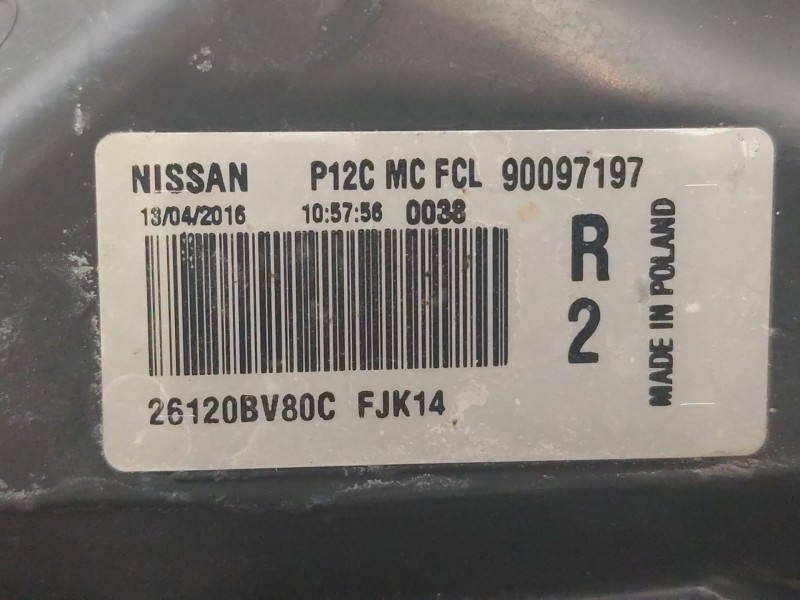 NISSAN P12C MC FCL 90097197
13/04/2016 10:57:56 0038
R
2
26120BV80C FJK14
MADE IN POLAND